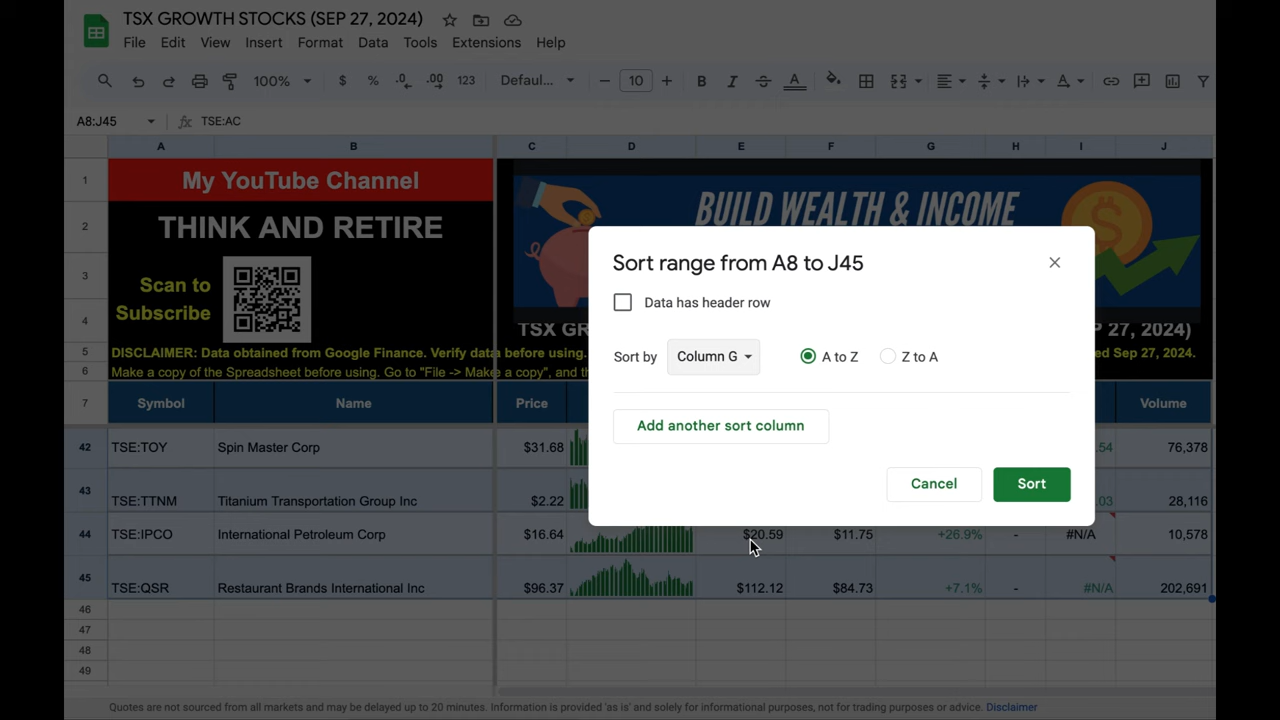 TSX GROWTH STOCKS (SEP 27, 2024)
File Edit View Insert Format Data Tools Extensions Help
100% $ % .0 .00 123 Defaul... 10 B I A
A8:J45 fx TSE:AC
A B C D E F G H I J
1 My YouTube Channel
2 THINK AND RETIRE
BUILD WEALTH & INCOME
3 Scan to
4 Subscribe
TSX GR P 27, 2024)
5 DISCLAIMER: Data obtained from Google Finance. Verify data before using. ed Sep 27, 2024.
6 Make a copy of the Spreadsheet before using. Go to "File -> Make a copy", and th
7 Symbol Name Price Volume
42 TSE:TOY Spin Master Corp $31.68 .54 76,378
43 TSE:TTNM Titanium Transportation Group Inc $2.22 .03 28,116
44 TSE:IPCO International Petroleum Corp $16.64 $20.59 $11.75 +26.9% - #N/A 10,578
45 TSE:QSR Restaurant Brands International Inc $96.37 $112.12 $84.73 +7.1% - #N/A 202,691
46
47
48
49
Sort range from A8 to J45
Data has header row
Sort by Column G A to Z Z to A
Add another sort column
Cancel Sort
Quotes are not sourced from all markets and may be delayed up to 20 minutes. Information is provided 'as is' and solely for informational purposes, not for trading purposes or advice. Disclaimer